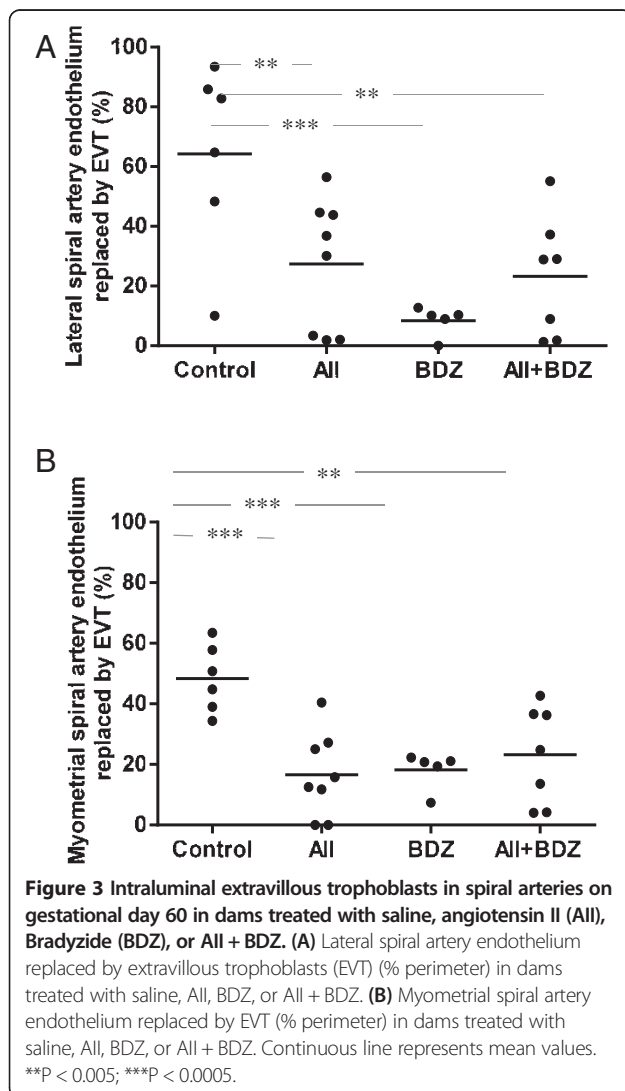 A
Lateral spiral artery endothelium
replaced by EVT (%)
100
80
60
40
20
0
**
**
***
Control
AII
BDZ
AII+BDZ
B
Myometrial spiral artery endothelium
replaced by EVT (%)
**
***
***
100
80
60
40
20
0
Control
AII
BDZ
AII+BDZ
Figure 3 Intraluminal extravillous trophoblasts in spiral arteries on
gestational day 60 in dams treated with saline, angiotensin II (AII),
Bradyzide (BDZ), or AII + BDZ. (A) Lateral spiral artery endothelium
replaced by extravillous trophoblasts (EVT) (% perimeter) in dams
treated with saline, AII, BDZ, or AII + BDZ. (B) Myometrial spiral artery
endothelium replaced by EVT (% perimeter) in dams treated with
saline, AII, BDZ, or AII + BDZ. Continuous line represents mean values.
**P < 0.005; ***P < 0.0005.